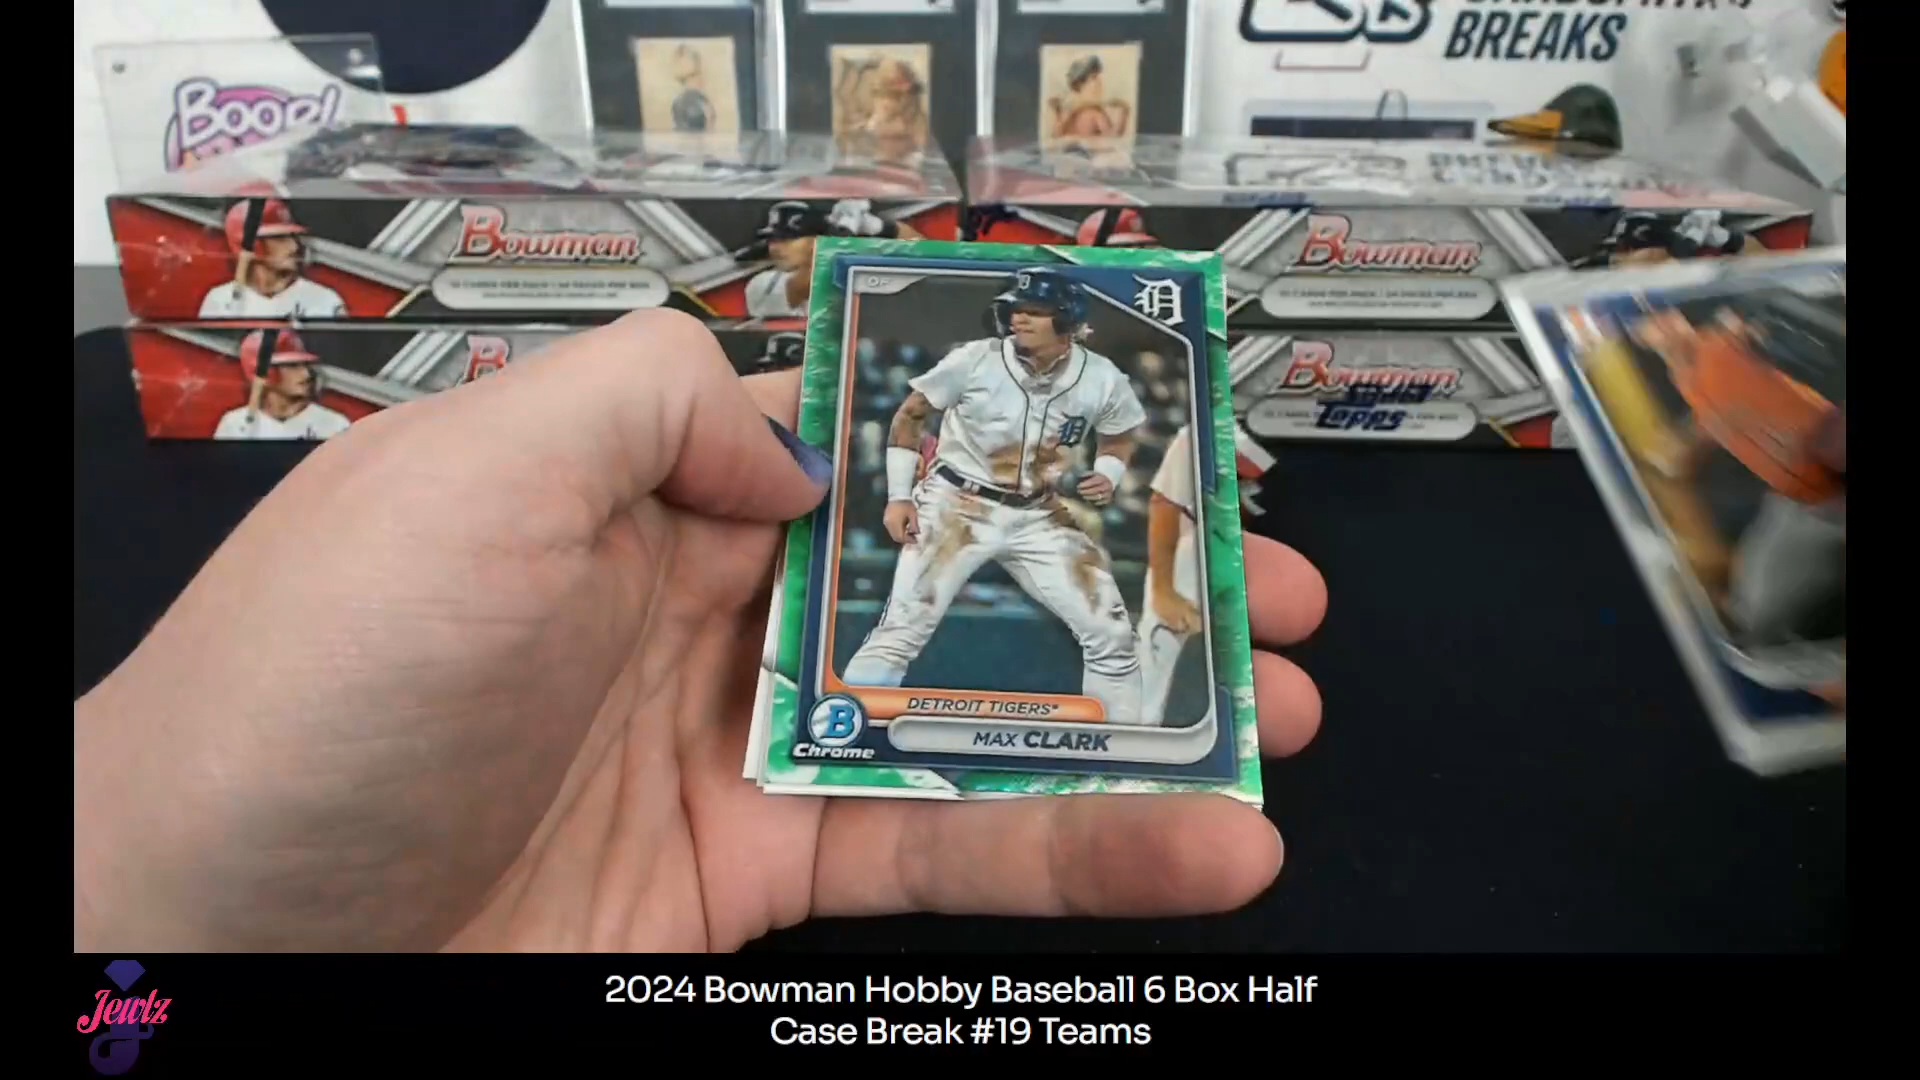 BREAKS
BOOP!
Bowman
Bowman
Bowman
Topps
OF
D
D
D
DETROIT TIGERS
MAX CLARK
B
Chrome
Jewlz
2024 Bowman Hobby Baseball 6 Box Half
Case Break #19 Teams